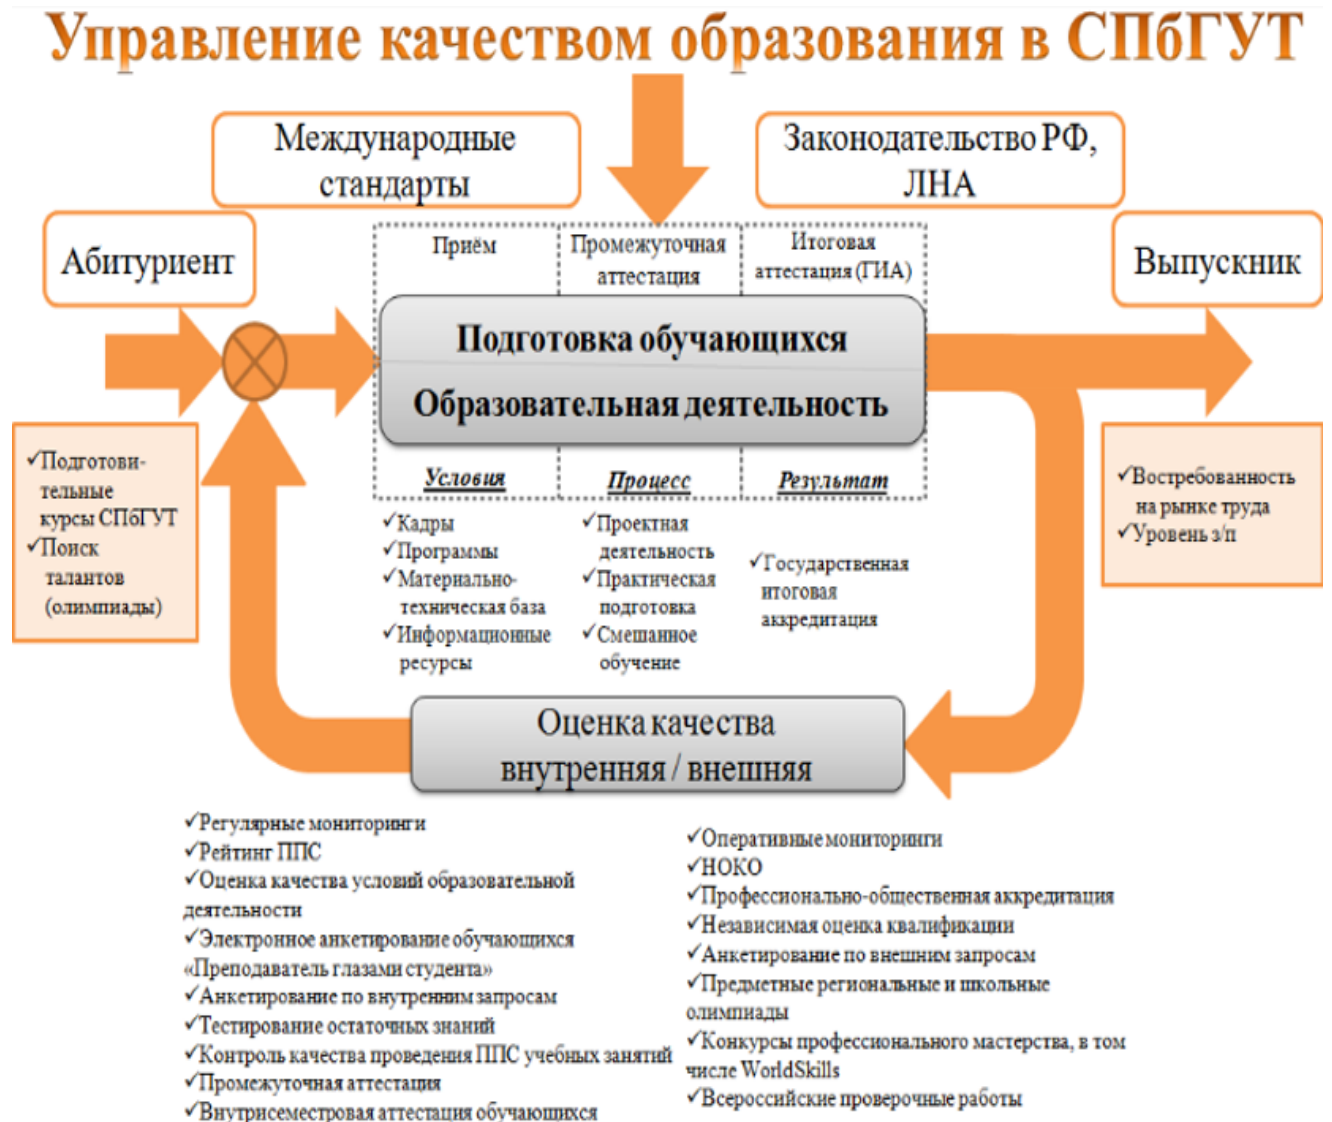 Управление качеством образования в СПбГУТ
Международные
стандарты
Законодательство РФ,
ЛНА
Абитуриент
Выпускник
Приём
Промежуточная
аттестация
Итоговая
аттестация (ГИА)
Подготовка обучающихся
Образовательная деятельность
Условия
Процесс
Результат
✓Подготови-
тельные
курсы СПбГУТ
✓Поиск
талантов
(олимпиады)
✓Кадры
✓Программы
✓Материально-
техническая база
✓Информационные
ресурсы
✓Проектная
деятельность
✓Практическая
подготовка
✓Смешанное
обучение
✓Государственная
итоговая
аккредитация
✓Востребованность
на рынке труда
✓Уровень з/п
Оценка качества
внутренняя / внешняя
✓Регулярные мониторинги
✓Рейтинг ППС
✓Оценка качества условий образовательной
деятельности
✓Электронное анкетирование обучающихся
«Преподаватель глазами студента»
✓Анкетирование по внутренним запросам
✓Тестирование остаточных знаний
✓Контроль качества проведения ППС учебных занятий
✓Промежуточная аттестация
✓Внутрисеместровая аттестация обучающихся
✓Оперативные мониторинги
✓НОКО
✓Профессионально-общественная аккредитация
✓Независимая оценка квалификации
✓Анкетирование по внешним запросам
✓Предметные региональные и школьные
олимпиады
✓Конкурсы профессионального мастерства, в том
числе WorldSkills
✓Всероссийские проверочные работы